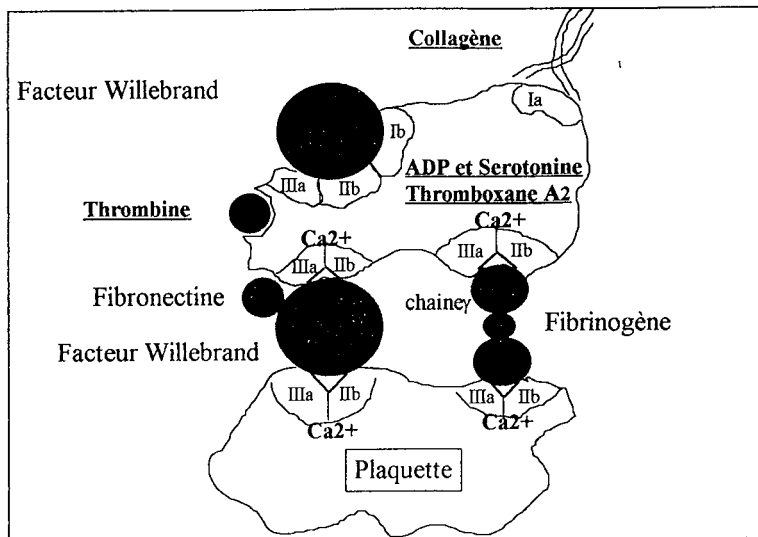 Collagène
Facteur Willebrand
Ia
Ib
ADP et Serotonine
IIIa
IIb
Thromboxane A2
Thrombine
Ca2+
Ca2+
IIIa
IIb
IIIa
IIb
Fibronectine
chaineγ
Fibrinogène
Facteur Willebrand
IIIa
IIb
IIIa
IIb
Ca2+
Ca2+
Plaquette